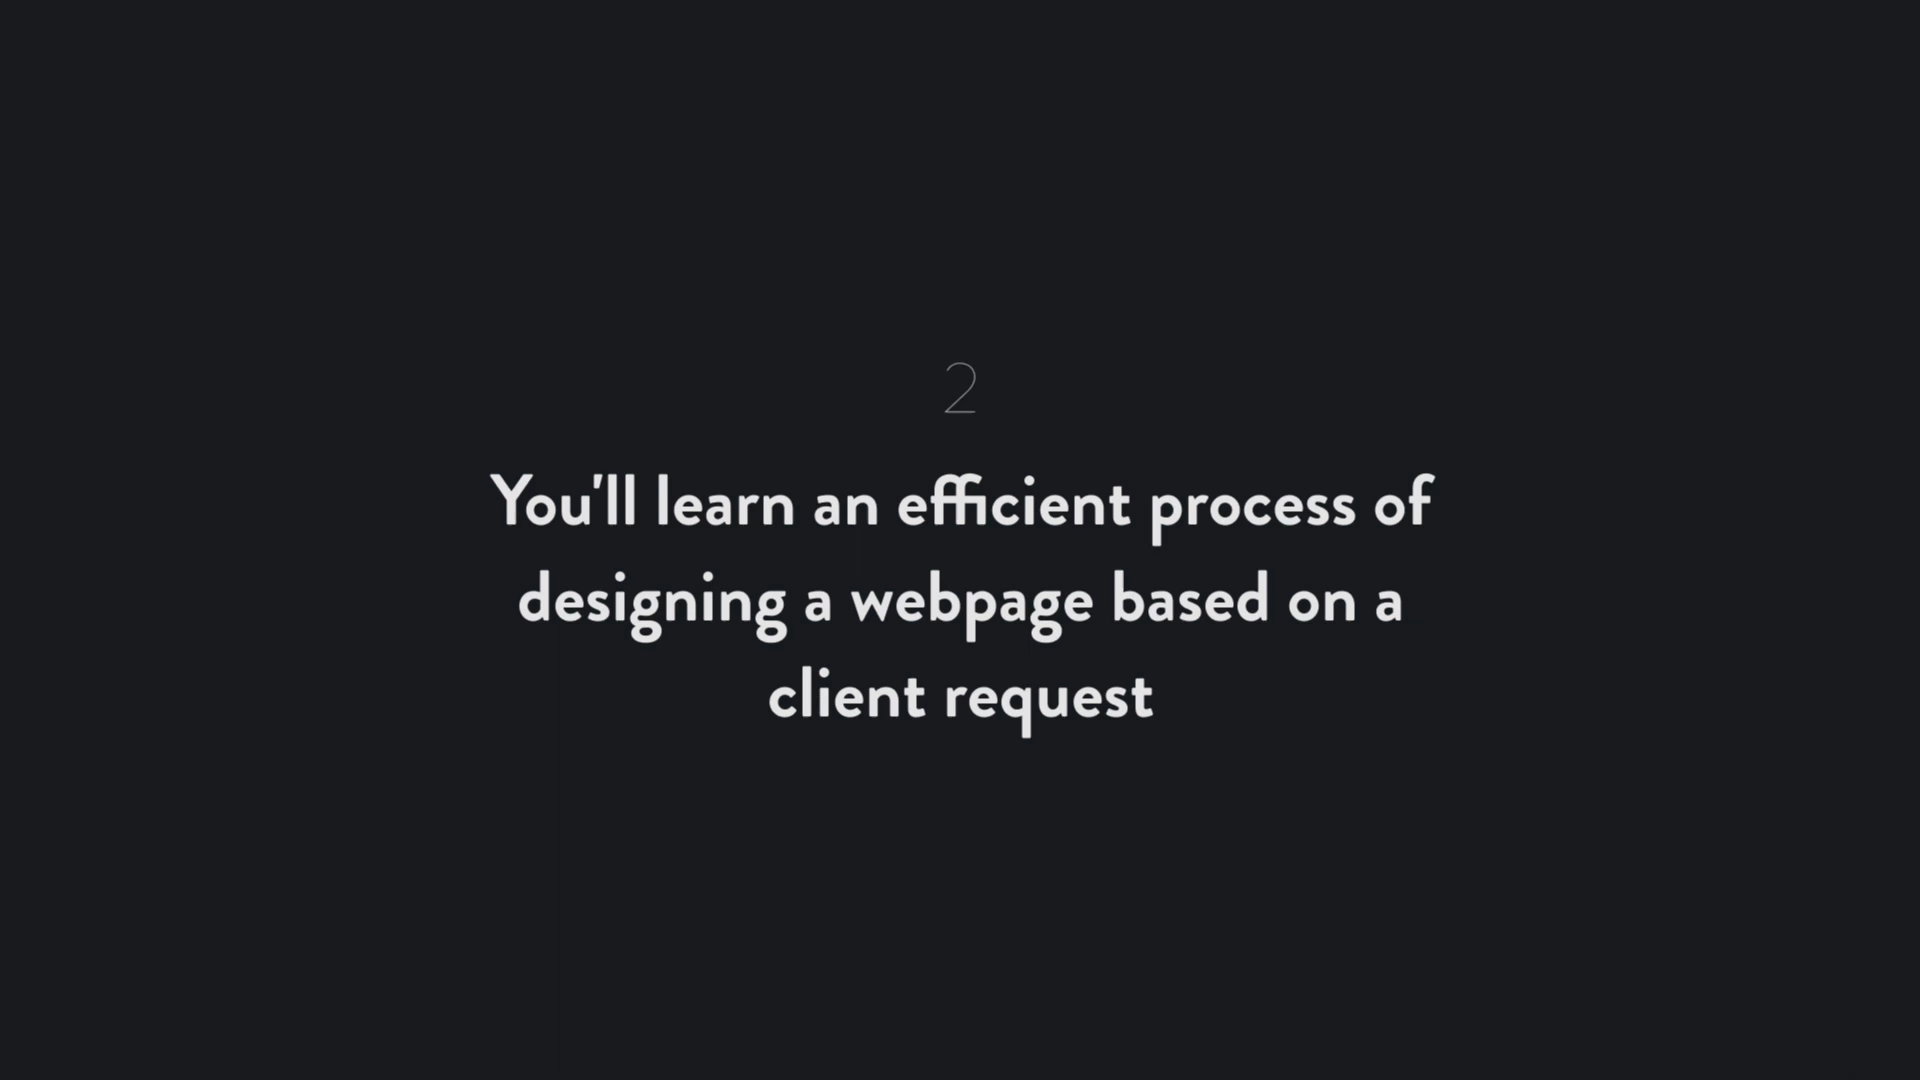 2
You'll learn an efficient process of
designing a webpage based on a
client request